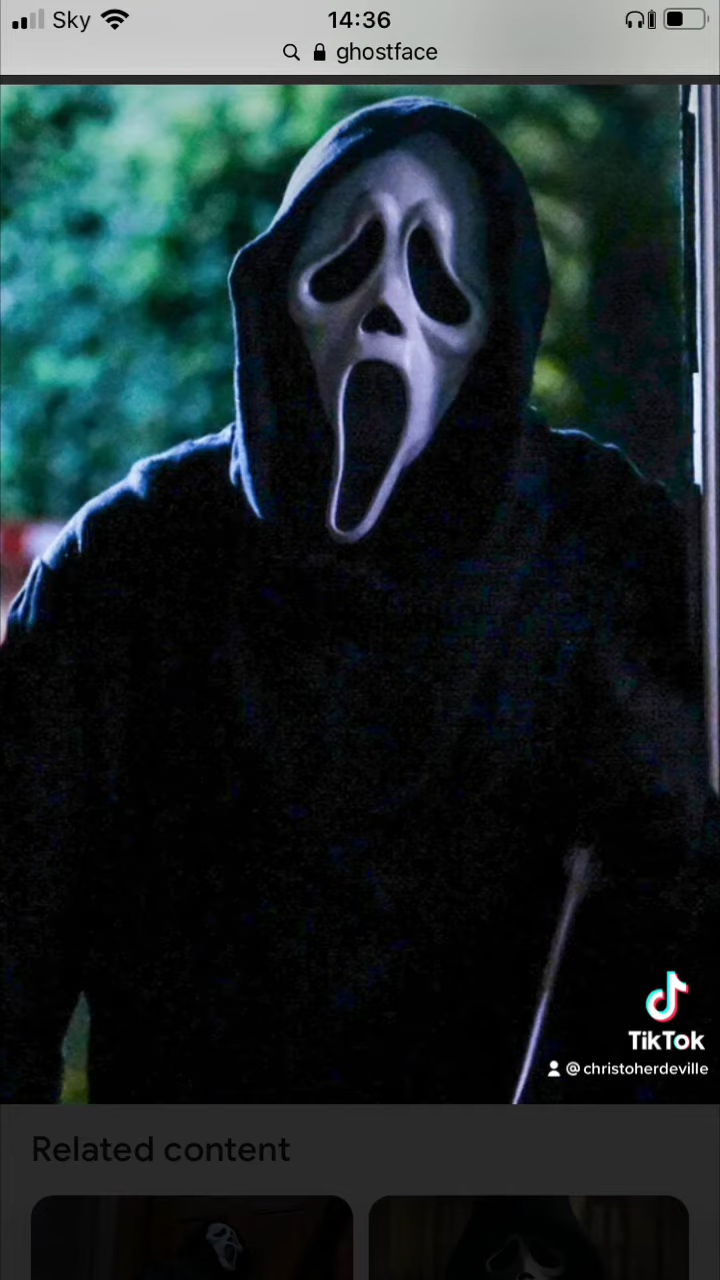 Sky 14:36
ghostface
TikTok
@christoherdeville
Related content